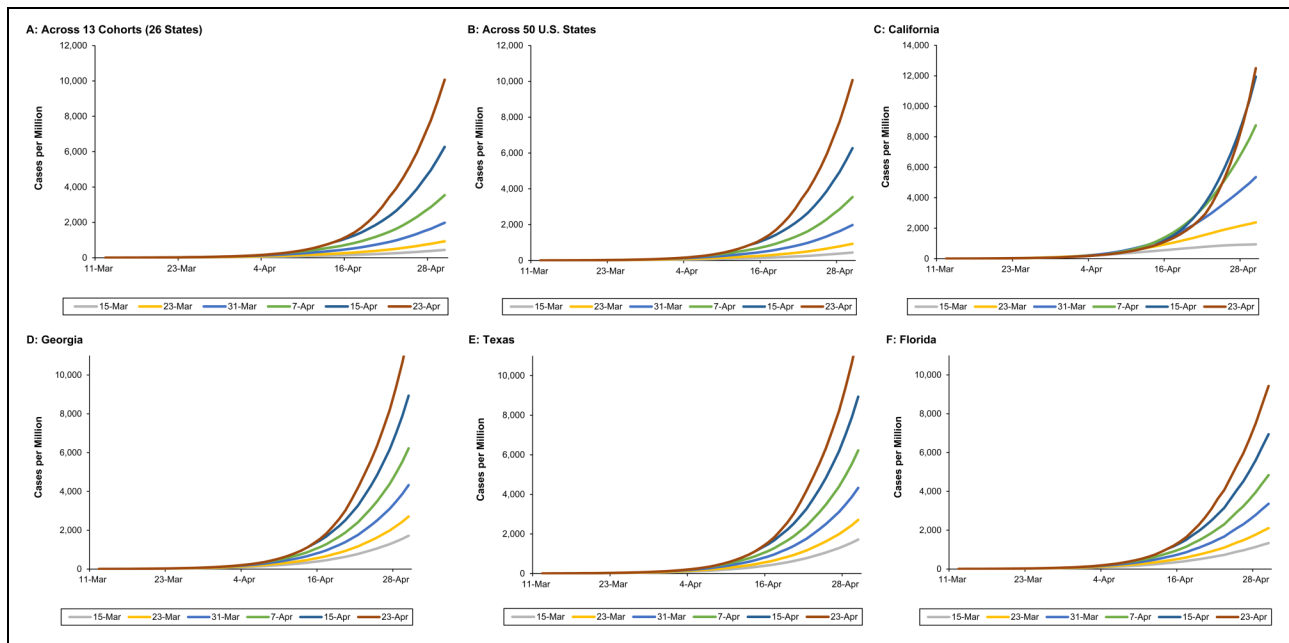 A: Across 13 Cohorts (26 States)
12,000
10,000
8,000
6,000
4,000
2,000
0
Cases per Million
11-Mar 23-Mar 4-Apr 16-Apr 28-Apr
15-Mar 23-Mar 31-Mar 7-Apr 15-Apr 23-Apr
B: Across 50 U.S. States
12,000
10,000
8,000
6,000
4,000
2,000
0
Cases per Million
11-Mar 23-Mar 4-Apr 16-Apr 28-Apr
15-Mar 23-Mar 31-Mar 7-Apr 15-Apr 23-Apr
C: California
14,000
12,000
10,000
8,000
6,000
4,000
2,000
0
Cases per Million
11-Mar 23-Mar 4-Apr 16-Apr 28-Apr
15-Mar 23-Mar 31-Mar 7-Apr 15-Apr 23-Apr
D: Georgia
10,000
8,000
6,000
4,000
2,000
0
Cases per Million
11-Mar 23-Mar 4-Apr 16-Apr 28-Apr
15-Mar 23-Mar 31-Mar 7-Apr 15-Apr 23-Apr
E: Texas
10,000
8,000
6,000
4,000
2,000
0
Cases per Million
11-Mar 23-Mar 4-Apr 16-Apr 28-Apr
15-Mar 23-Mar 31-Mar 7-Apr 15-Apr 23-Apr
F: Florida
10,000
8,000
6,000
4,000
2,000
0
Cases per Million
11-Mar 23-Mar 4-Apr 16-Apr 28-Apr
15-Mar 23-Mar 31-Mar 7-Apr 15-Apr 23-Apr